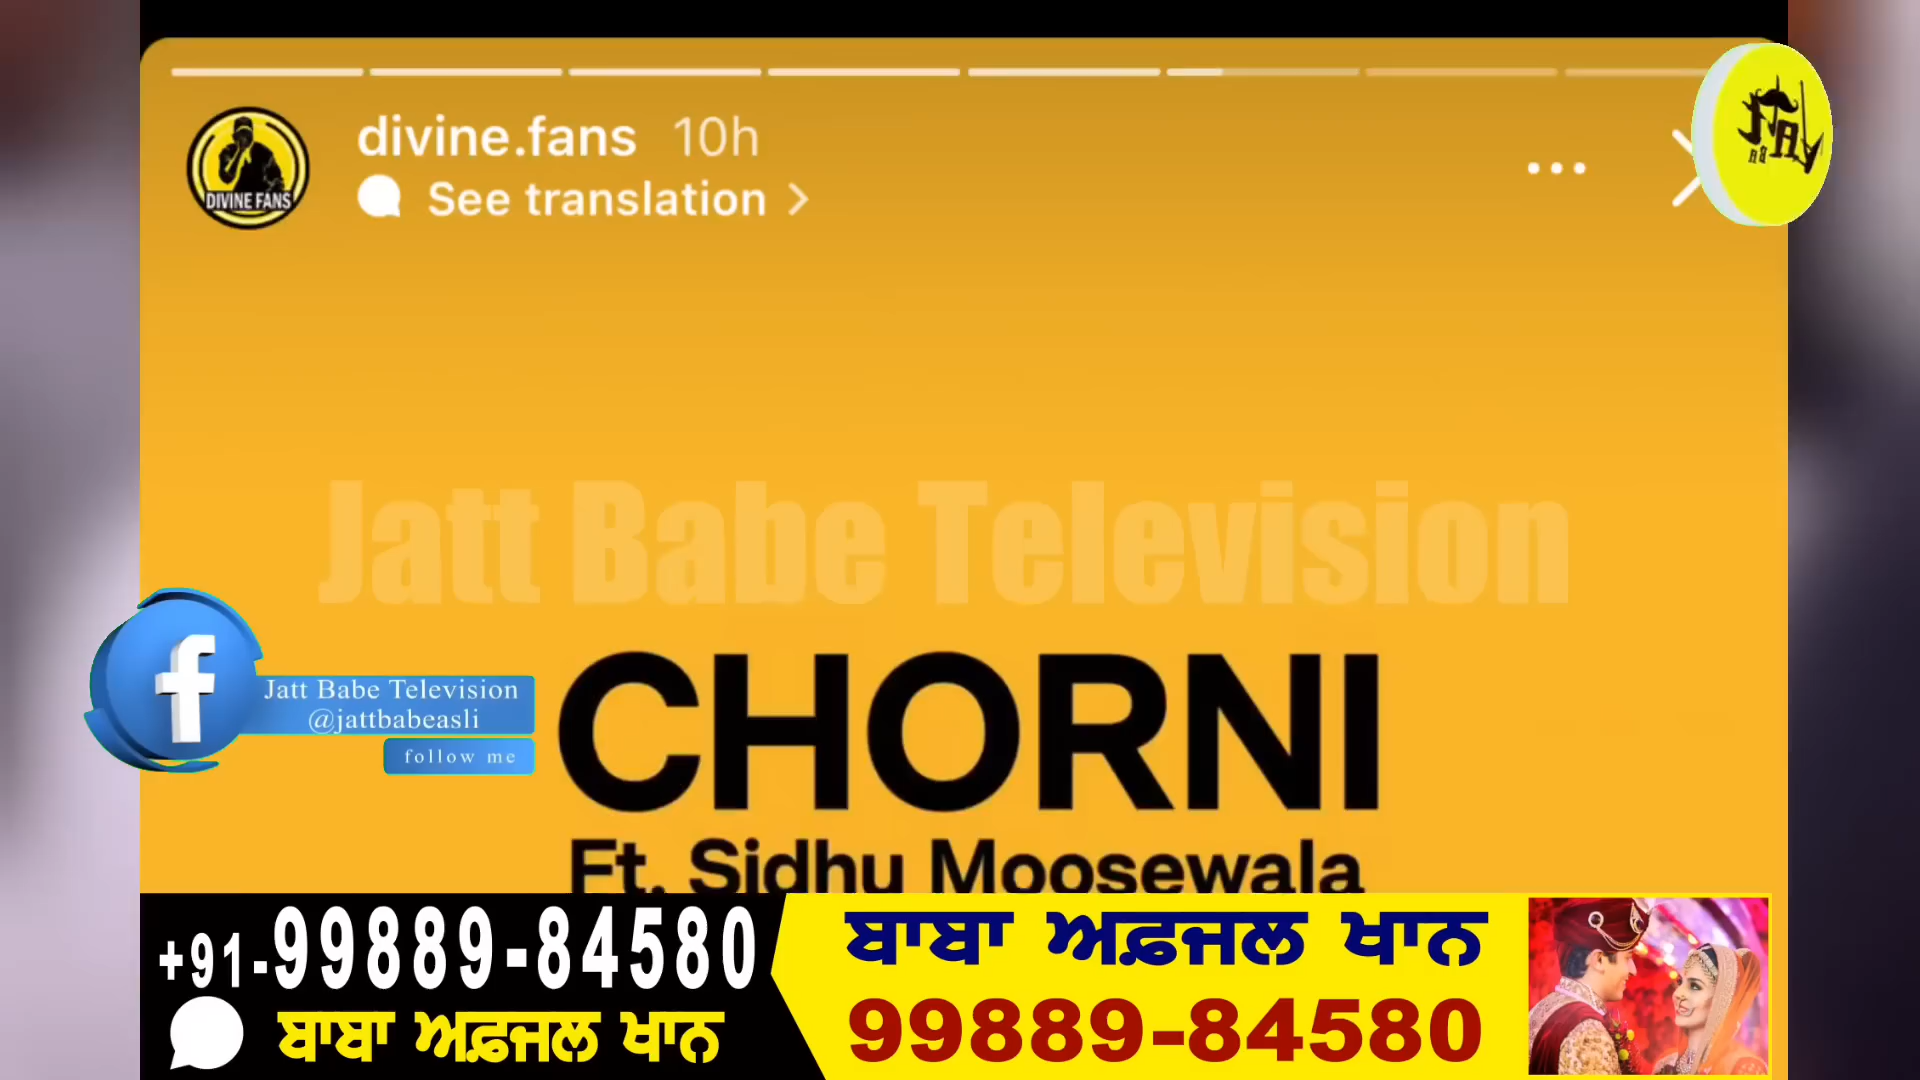 divine.fans 10h
See translation
DIVINE FANS
Jatt Babe Television
Jatt Babe Television
@jattbabeasli
follow me
CHORNI
Ft. Sidhu Moosewala
+91-99889-84580
ਬਾਬਾ ਅਫ਼ਜਲ ਖਾਨ
ਬਾਬਾ ਅਫ਼ਜਲ ਖਾਨ
99889-84580